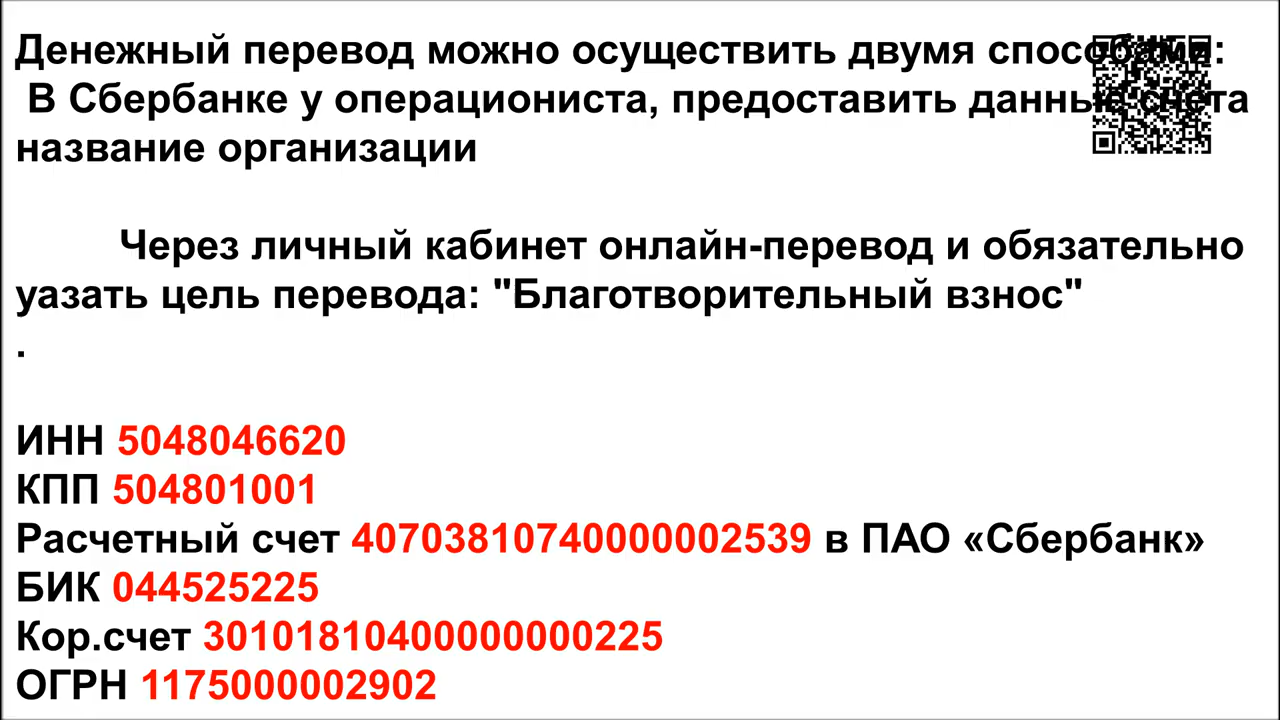 Денежный перевод можно осуществить двумя способами:
В Сбербанке у операциониста, предоставить данные счета
название организации
Через личный кабинет онлайн-перевод и обязательно
уазать цель перевода: "Благотворительный взнос"
.
ИНН 5048046620
КПП 504801001
Расчетный счет 40703810740000002539 в ПАО «Сбербанк»
БИК 044525225
Кор.счет 30101810400000000225
ОГРН 1175000002902